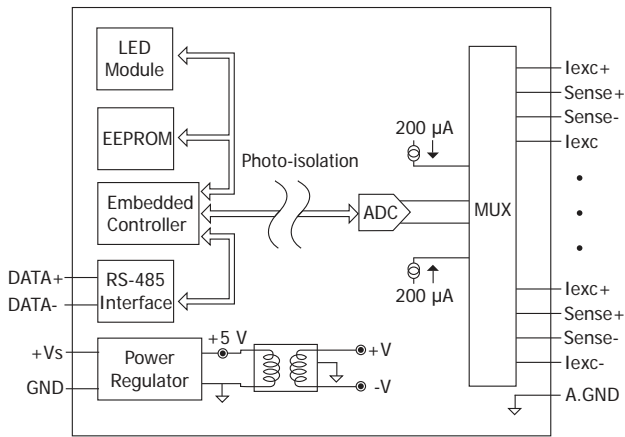 LED
Module
EEPROM
Embedded
Controller
RS-485
Interface
Power
Regulator
DATA+
DATA-
+Vs
GND
+5 V
+V
-V
Photo-isolation
ADC
200 µA
200 µA
MUX
Iexc+
Sense+
Sense-
Iexc
Iexc+
Sense+
Sense-
Iexc-
A.GND